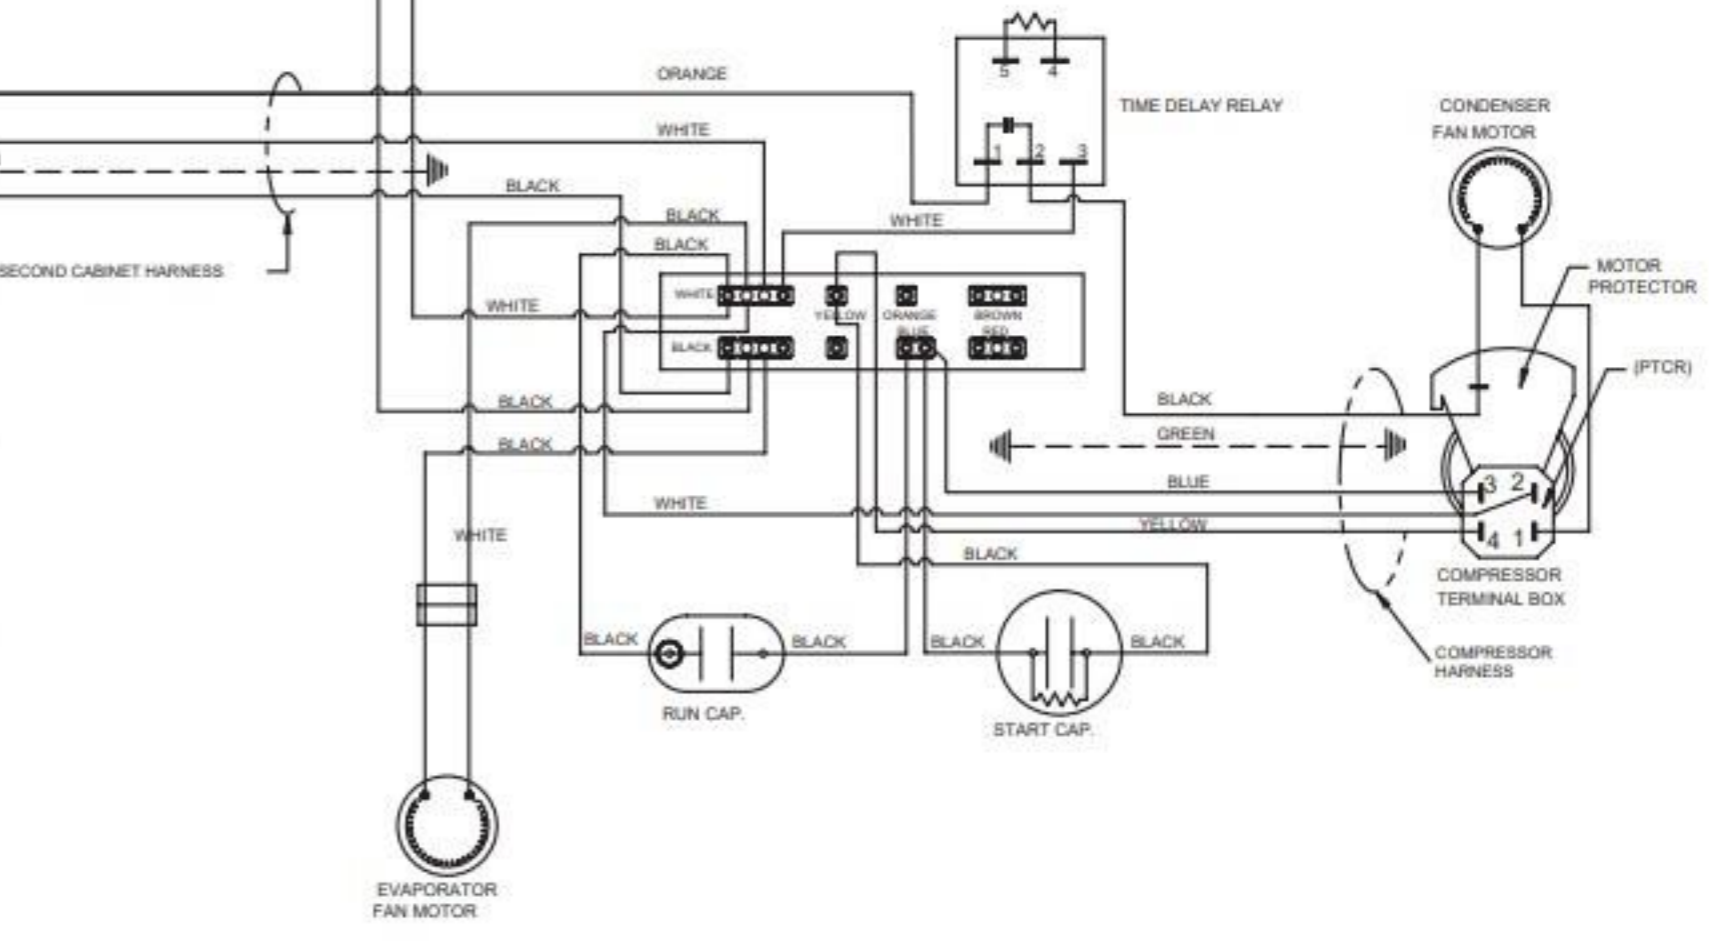 ORANGE
5 4
TIME DELAY RELAY
CONDENSER
FAN MOTOR
WHITE
1 2 3
BLACK
BLACK
WHITE
BLACK
SECOND CABINET HARNESS
MOTOR
PROTECTOR
WHITE
WHITE
YELLOW
ORANGE
BROWN
BLUE
RED
BLACK
(PTCR)
BLACK
BLACK
GREEN
BLACK
BLUE
3 2
WHITE
YELLOW
4 1
WHITE
BLACK
COMPRESSOR
TERMINAL BOX
BLACK
BLACK
BLACK
BLACK
COMPRESSOR
HARNESS
RUN CAP.
START CAP.
EVAPORATOR
FAN MOTOR